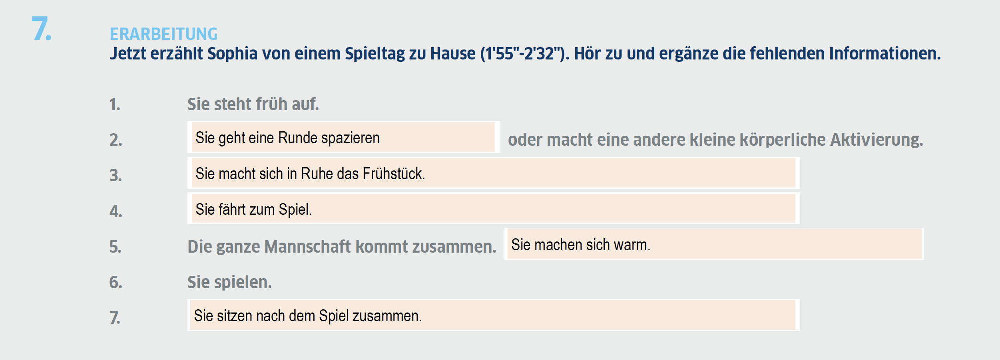 7.
ERARBEITUNG
Jetzt erzählt Sophia von einem Spieltag zu Hause (1'55"-2'32"). Hör zu und ergänze die fehlenden Informationen.
1. Sie steht früh auf.
2. Sie geht eine Runde spazieren oder macht eine andere kleine körperliche Aktivierung.
3. Sie macht sich in Ruhe das Frühstück.
4. Sie fährt zum Spiel.
5. Die ganze Mannschaft kommt zusammen. Sie machen sich warm.
6. Sie spielen.
7. Sie sitzen nach dem Spiel zusammen.